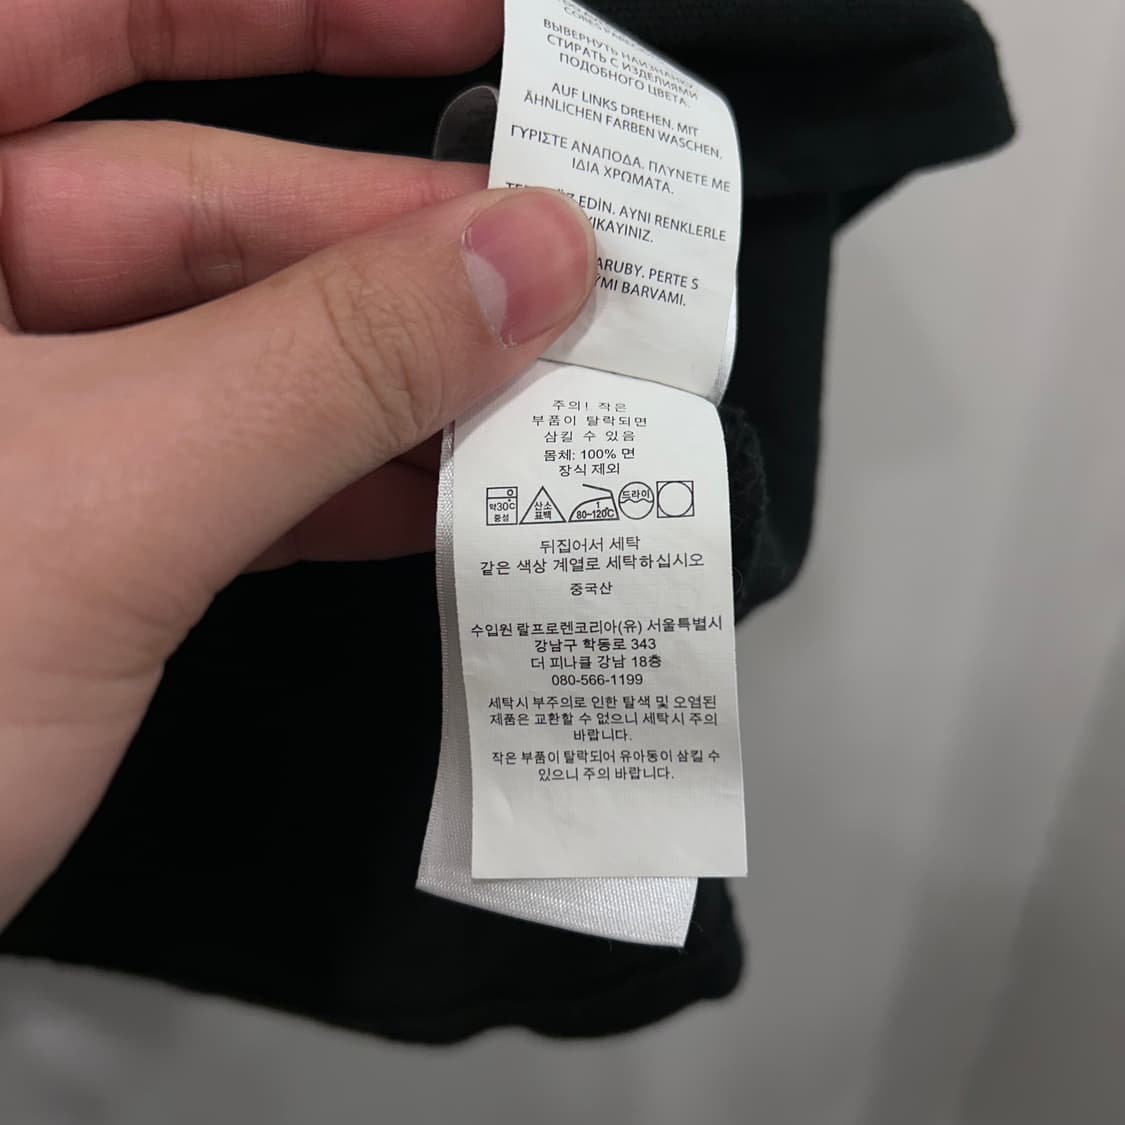 ВЫВЕРНУТЬ НАИЗНАНКУ.
СТИРАТЬ С ИЗДЕЛИЯМИ
ПОДОБНОГО ЦВЕТА.
AUF LINKS DREHEN. MIT
ÄHNLICHEN FARBEN WASCHEN.
ΓΥΡΙΣΤΕ ΑΝΑΠΟΔΑ. ΠΛΥΝΕΤΕ ΜΕ
ΙΔΙΑ ΧΡΩΜΑΤΑ.
EDİN. AYNI RENKLERLE
YIKAYINIZ.
PERTE S
BARVAMI.
주의! 작은
부품이 탈락되면
삼킬 수 있음
몸체: 100% 면
장식 제외
약30℃
중성
산소
표백
1
80~120℃
드라이
뒤집어서 세탁
같은 색상 계열로 세탁하십시오
중국산
수입원 랄프로렌코리아(유) 서울특별시
강남구 학동로 343
더 피나클 강남 18층
080-566-1199
세탁시 부주의로 인한 탈색 및 오염된
제품은 교환할 수 없으니 세탁시 주의
바랍니다.
작은 부품이 탈락되어 유아동이 삼킬 수
있으니 주의 바랍니다.